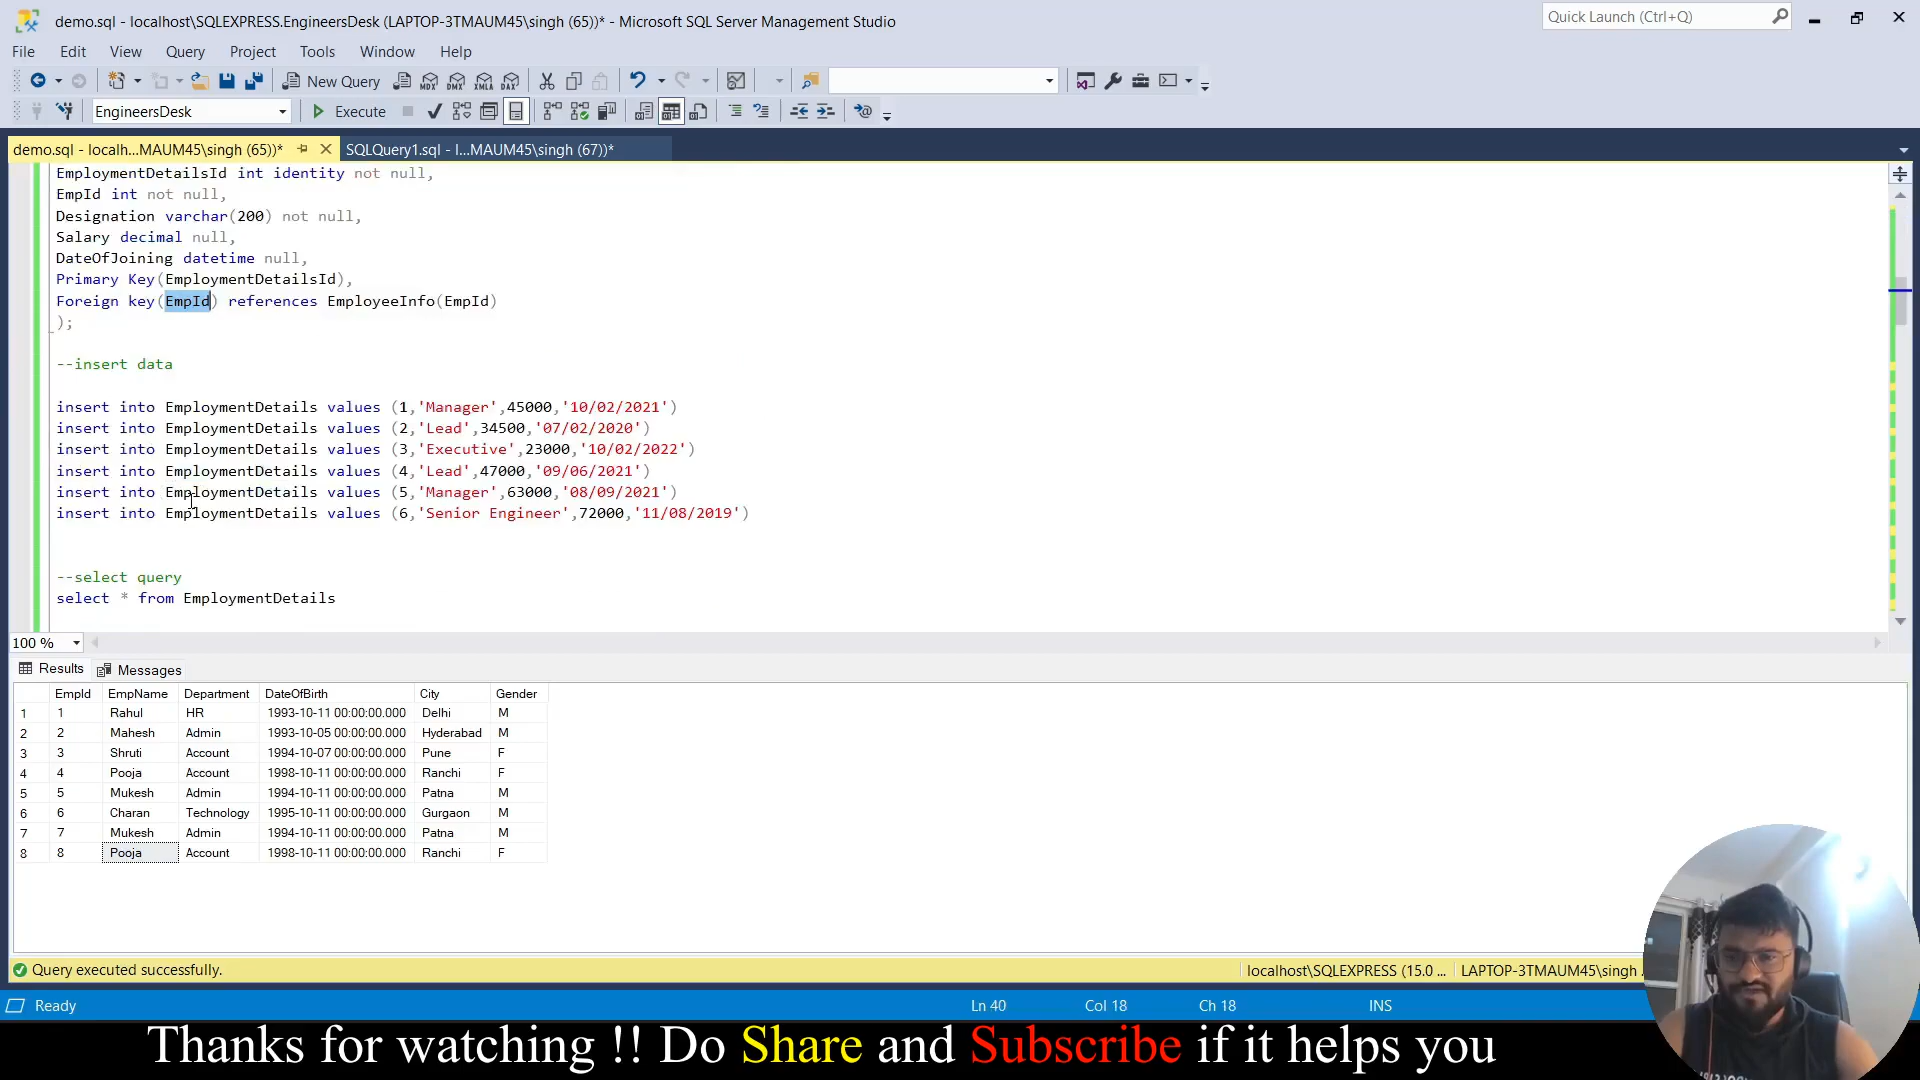 demo.sql - localhost\SQLEXPRESS.EngineersDesk (LAPTOP-3TMAUM45\singh (65))* - Microsoft SQL Server Management Studio
Quick Launch (Ctrl+Q)
File Edit View Query Project Tools Window Help
New Query MDX DMX XMLA DAX
EngineersDesk Execute
demo.sql - localh...MAUM45\singh (65))* SQLQuery1.sql - l...MAUM45\singh (67))*
EmploymentDetailsId int identity not null,
EmpId int not null,
Designation varchar(200) not null,
Salary decimal null,
DateOfJoining datetime null,
Primary Key(EmploymentDetailsId),
Foreign key(EmpId) references EmployeeInfo(EmpId)
);
--insert data
insert into EmploymentDetails values (1,'Manager',45000,'10/02/2021')
insert into EmploymentDetails values (2,'Lead',34500,'07/02/2020')
insert into EmploymentDetails values (3,'Executive',23000,'10/02/2022')
insert into EmploymentDetails values (4,'Lead',47000,'09/06/2021')
insert into EmploymentDetails values (5,'Manager',63000,'08/09/2021')
insert into EmploymentDetails values (6,'Senior Engineer',72000,'11/08/2019')
--select query
select * from EmploymentDetails
100 %
Results Messages
EmpId EmpName Department DateOfBirth City Gender
1 1 Rahul HR 1993-10-11 00:00:00.000 Delhi M
2 2 Mahesh Admin 1993-10-05 00:00:00.000 Hyderabad M
3 3 Shruti Account 1994-10-07 00:00:00.000 Pune F
4 4 Pooja Account 1998-10-11 00:00:00.000 Ranchi F
5 5 Mukesh Admin 1994-10-11 00:00:00.000 Patna M
6 6 Charan Technology 1995-10-11 00:00:00.000 Gurgaon M
7 7 Mukesh Admin 1994-10-11 00:00:00.000 Patna M
8 8 Pooja Account 1998-10-11 00:00:00.000 Ranchi F
Query executed successfully. localhost\SQLEXPRESS (15.0 ... LAPTOP-3TMAUM45\singh .
Ready Ln 40 Col 18 Ch 18 INS
Thanks for watching !! Do Share and Subscribe if it helps you